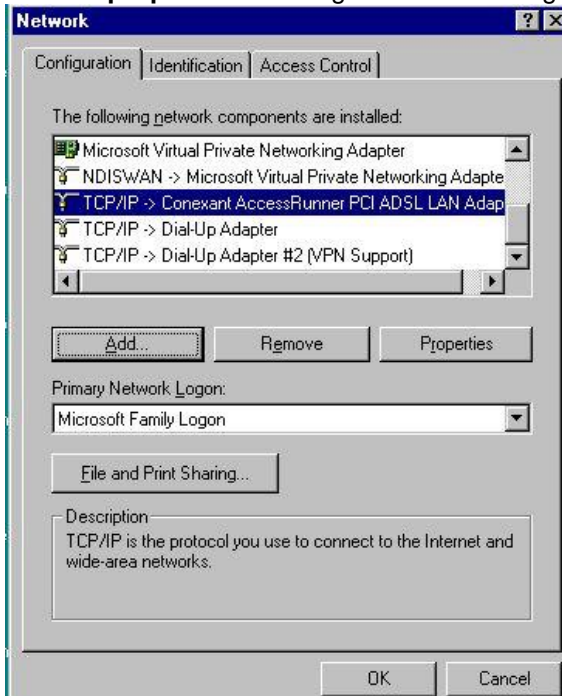 Network
Configuration Identification Access Control
The following network components are installed:
Microsoft Virtual Private Networking Adapter
NDISWAN -> Microsoft Virtual Private Networking Adapte
TCP/IP -> Conexant AccessRunner PCI ADSL LAN Adap
TCP/IP -> Dial-Up Adapter
TCP/IP -> Dial-Up Adapter #2 (VPN Support)
Add... Remove Properties
Primary Network Logon:
Microsoft Family Logon
File and Print Sharing...
Description
TCP/IP is the protocol you use to connect to the Internet and
wide-area networks.
OK Cancel